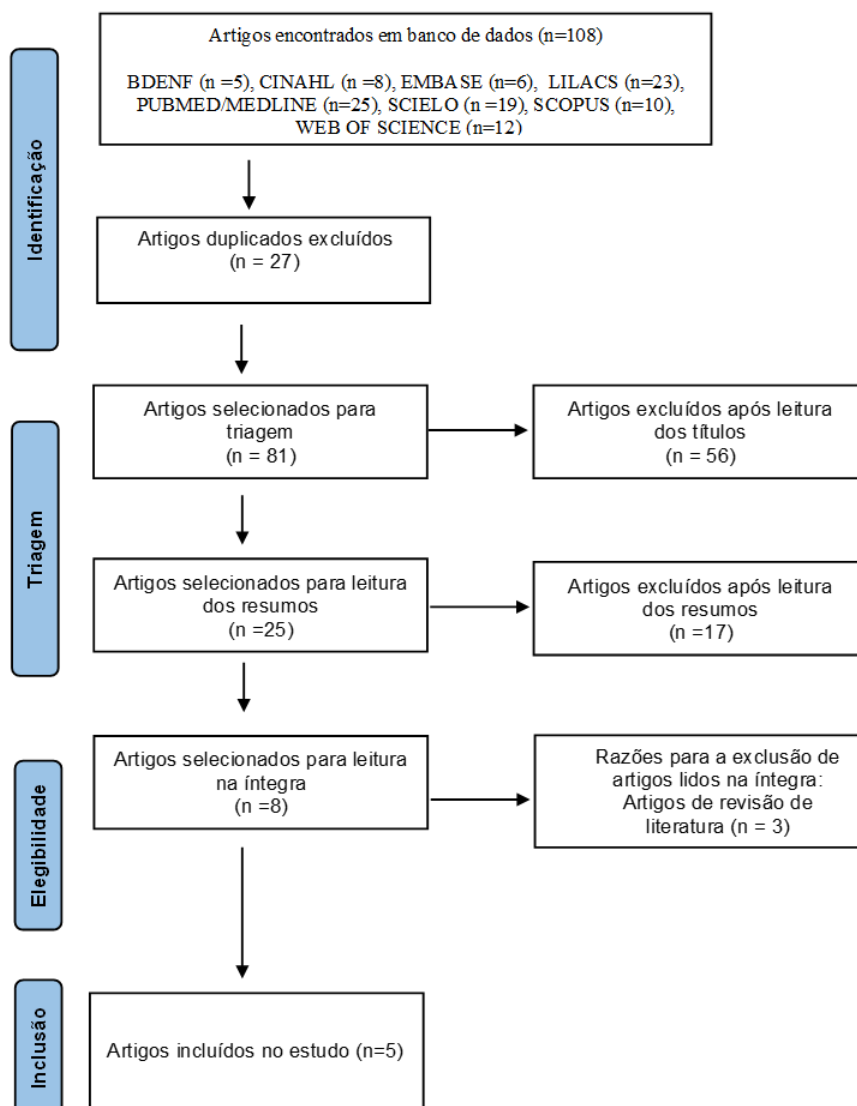 Identificação
Artigos encontrados em banco de dados (n=108)
BDENF (n =5), CINAHL (n =8), EMBASE (n=6), LILACS (n=23),
PUBMED/MEDLINE (n=25), SCIELO (n =19), SCOPUS (n=10),
WEB OF SCIENCE (n=12)
Artigos duplicados excluídos
(n = 27)
Triagem
Artigos selecionados para
triagem
(n = 81)
Artigos excluídos após leitura
dos títulos
(n = 56)
Artigos selecionados para leitura
dos resumos
(n =25)
Artigos excluídos após leitura
dos resumos
(n =17)
Elegibilidade
Artigos selecionados para leitura
na íntegra
(n =8)
Razões para a exclusão de
artigos lidos na íntegra:
Artigos de revisão de
literatura (n = 3)
Inclusão
Artigos incluídos no estudo (n=5)